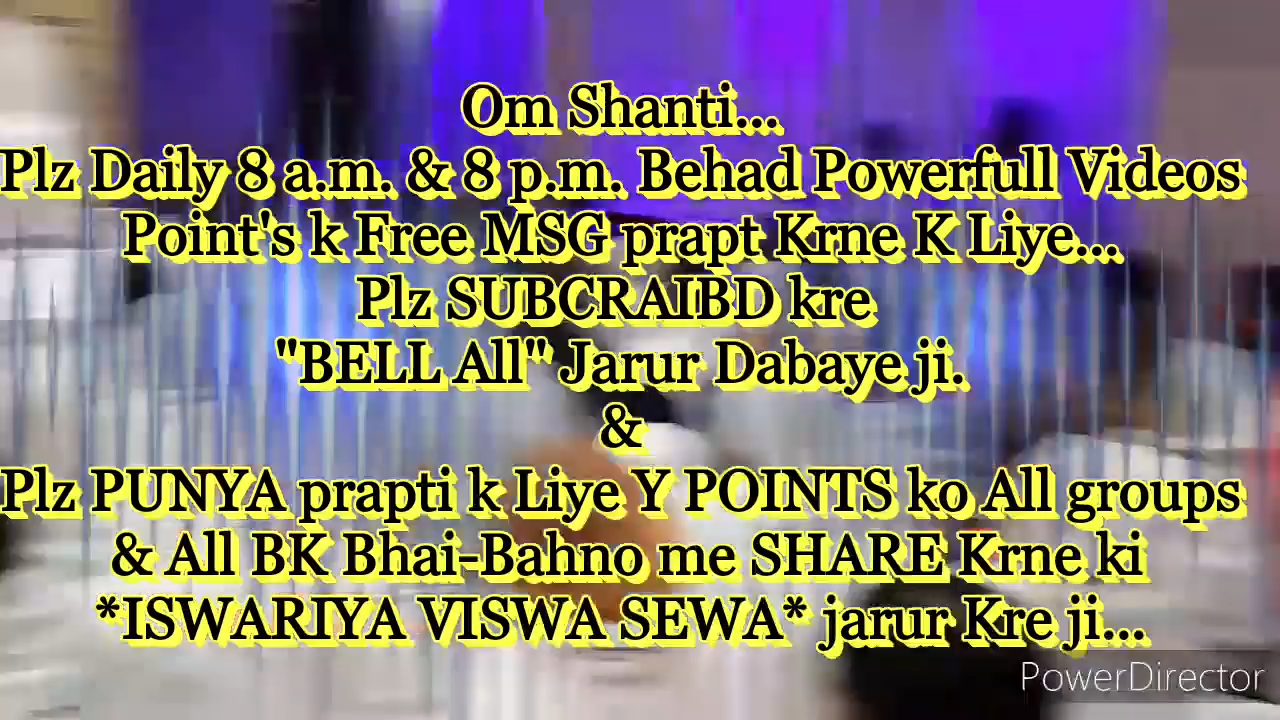 Om Shanti...
Plz Daily 8 a.m. & 8 p.m. Behad Powerfull Videos
Point's k Free MSG prapt Krne K Liye...
Plz SUBCRAIBD kre
"BELL All" Jarur Dabaye ji.
&
Plz PUNYA prapti k Liye Y POINTS ko All groups
& All BK Bhai-Bahno me SHARE Krne ki
*ISWARIYA VISWA SEWA* jarur Kre ji...
PowerDirector